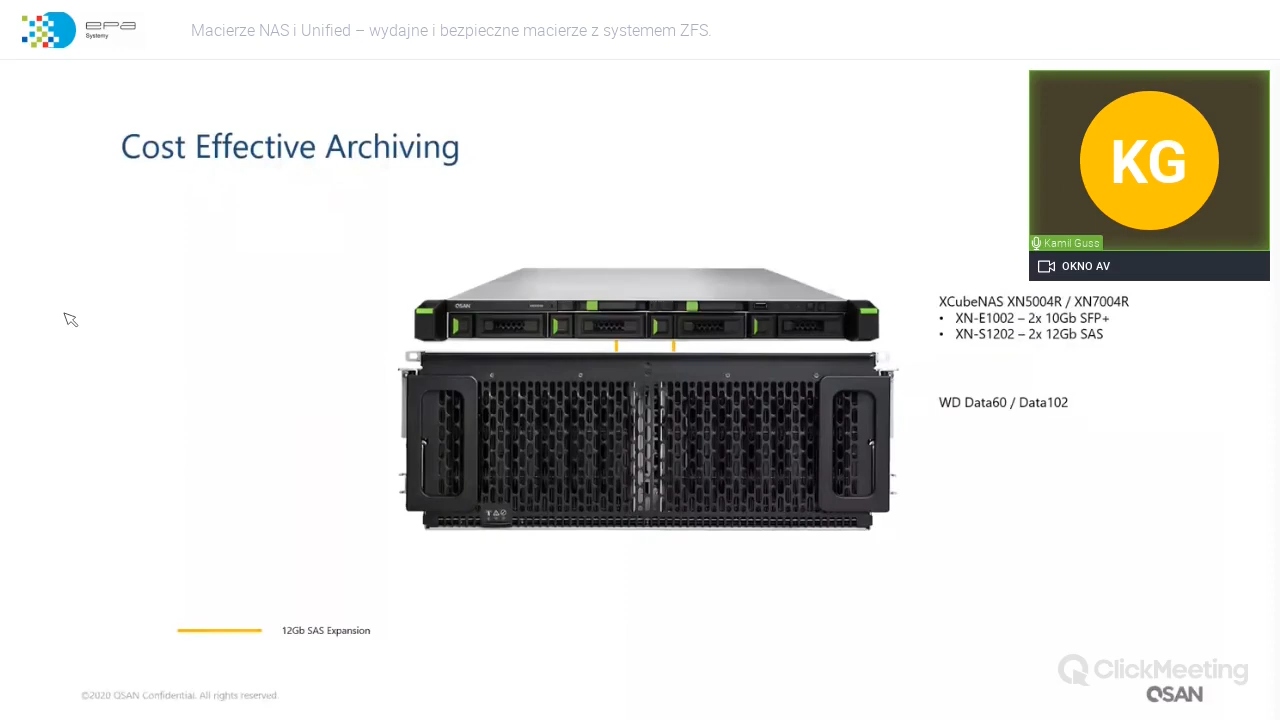 epa
Systemy
Macierze NAS i Unified – wydajne i bezpieczne macierze z systemem ZFS.
Cost Effective Archiving
KG
Kamil Guss
OKNO AV
QSAN
XCubeNAS XN5004R / XN7004R
• XN-E1002 – 2x 10Gb SFP+
• XN-S1202 – 2x 12Gb SAS
WD Data60 / Data102
12Gb SAS Expansion
ClickMeeting
©2020 QSAN Confidential. All rights reserved.
QSAN